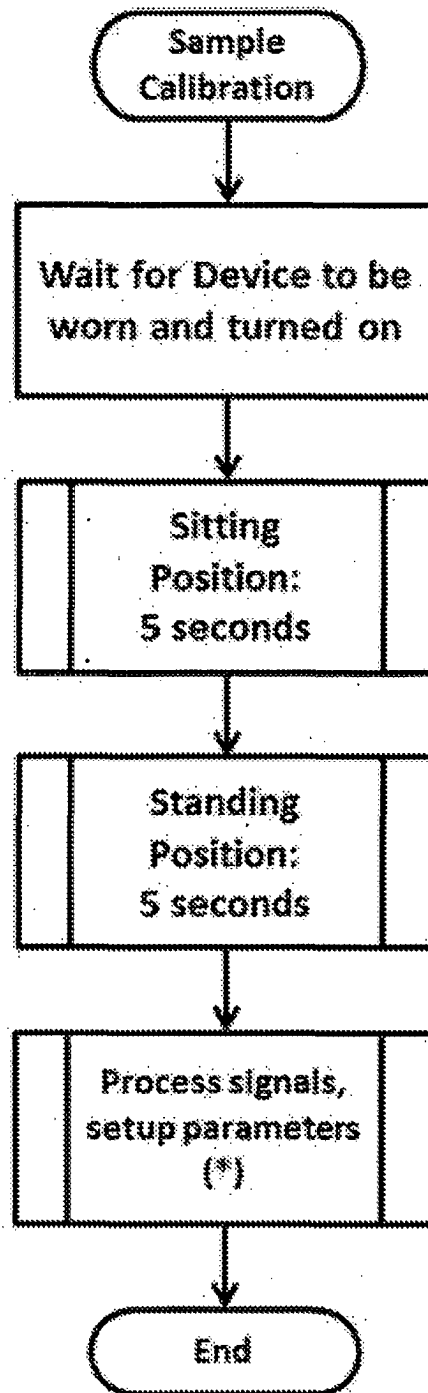 Sample
Calibration
Wait for Device to be
worn and turned on
Sitting
Position:
5 seconds
Standing
Position:
5 seconds
Process signals,
setup parameters
(*)
End